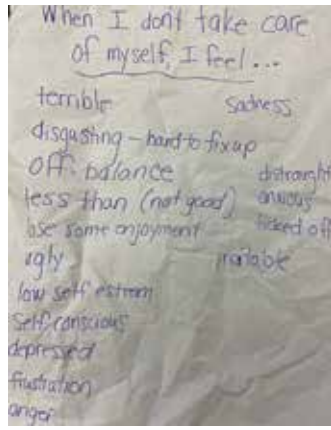 When I don't take care
of myself, I feel...
terrible
sadness
disgusting - hard to fix up
off balance
distraught
less than (not good)
anxious
lose some enjoyment
ticked off
ugly
irritable
low self estrem
Self conscious
depressed
frustration
anger